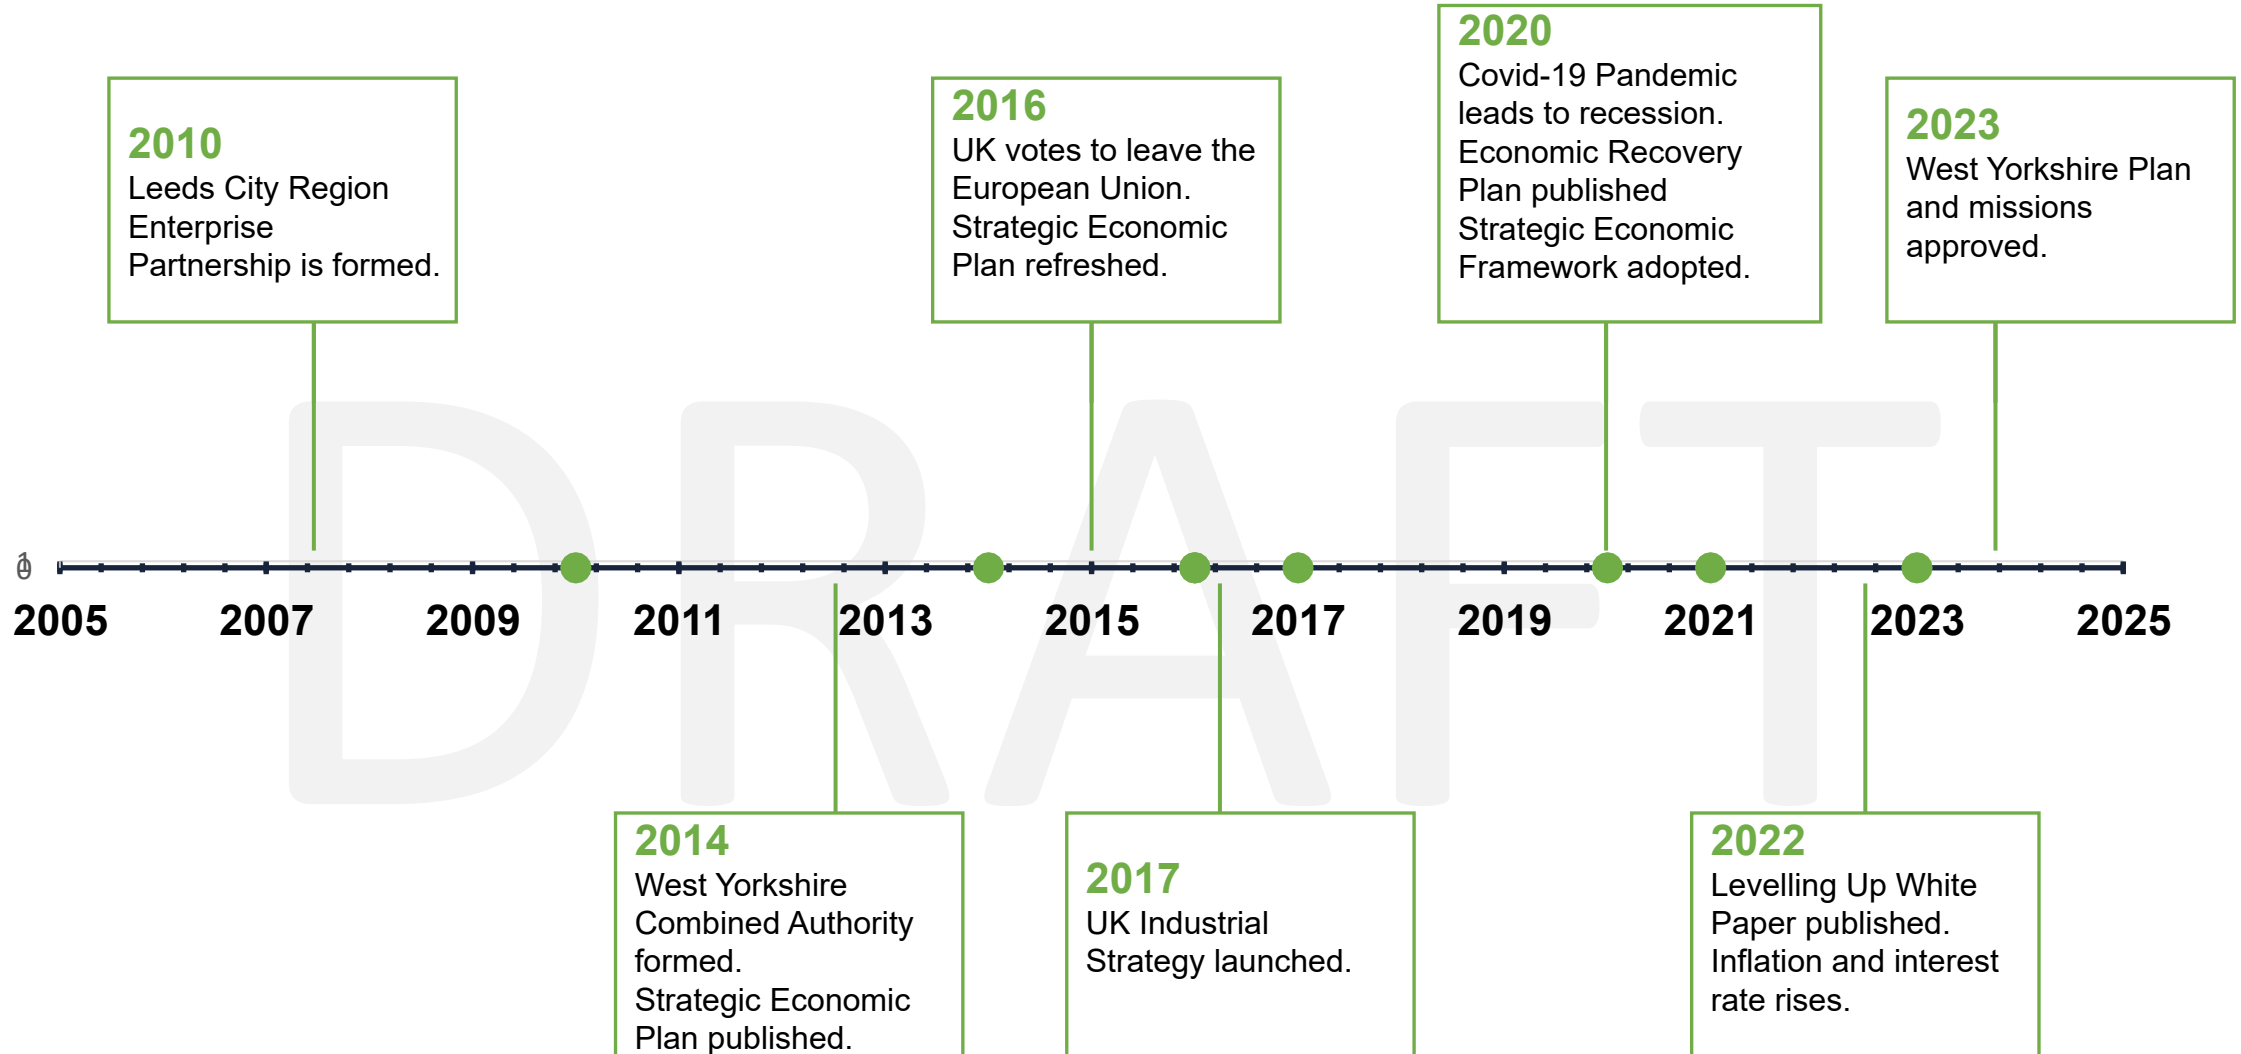 2010
Leeds City Region
Enterprise
Partnership is formed.
2016
UK votes to leave the
European Union.
Strategic Economic
Plan refreshed.
2020
Covid-19 Pandemic
leads to recession.
Economic Recovery
Plan published
Strategic Economic
Framework adopted.
2023
West Yorkshire Plan
and missions
approved.
DRAFT
1
0
2005 2007 2009 2011 2013 2015 2017 2019 2021 2023 2025
2014
West Yorkshire
Combined Authority
formed.
Strategic Economic
Plan published.
2017
UK Industrial
Strategy launched.
2022
Levelling Up White
Paper published.
Inflation and interest
rate rises.